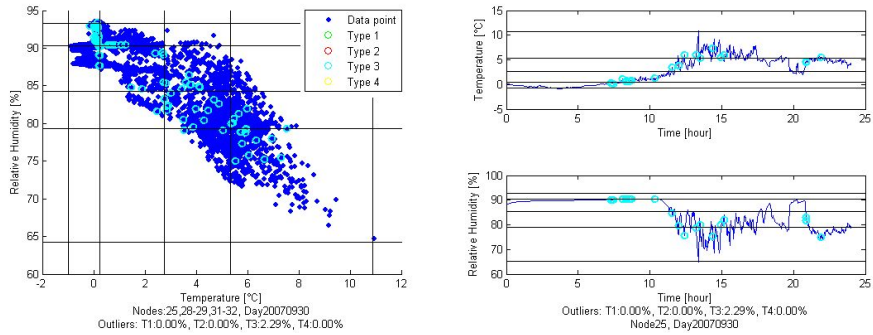 95
90
85
80
75
70
65
60
Relative Humidity [%]
-2
0
2
4
6
8
10
12
Temperature [°C]
Nodes:25,28-29,31-32, Day20070930
Outliers: T1:0.00%, T2:0.00%, T3:2.29%, T4:0.00%
Data point
Type 1
Type 2
Type 3
Type 4
15
10
5
0
-5
Temperature [°C]
0
5
10
15
20
25
Time [hour]
100
90
80
70
60
Relative Humidity [%]
0
5
10
15
20
25
Time [hour]
Outliers: T1:0.00%, T2:0.00%, T3:2.29%, T4:0.00%
Node25, Day20070930